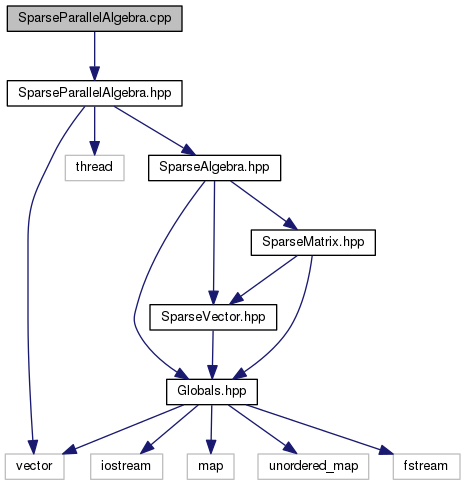 SparseParallelAlgebra.cpp
SparseParallelAlgebra.hpp
thread
SparseAlgebra.hpp
SparseMatrix.hpp
SparseVector.hpp
Globals.hpp
vector
iostream
map
unordered_map
fstream